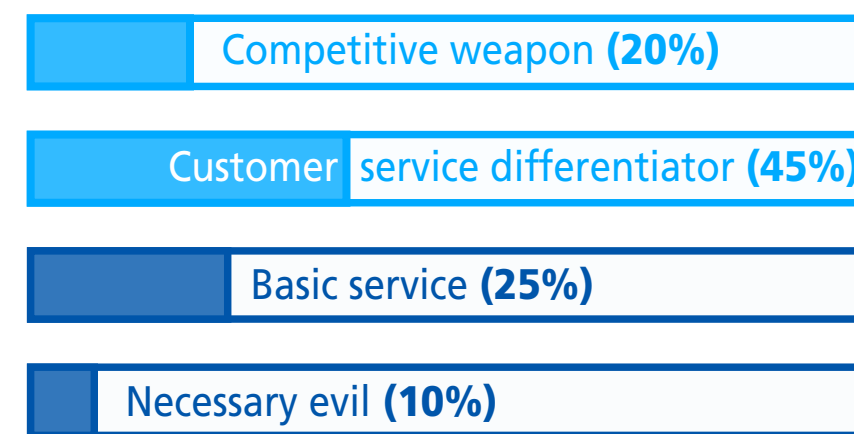 Competitive weapon (20%)
Customer service differentiator (45%)
Basic service (25%)
Necessary evil (10%)